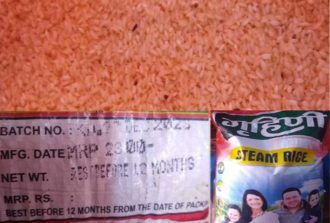 BATCH NO. :
MFG. DATE MRP 2300-
NET WT. : BEST BEFORE 12 MONTHS
MRP. RS. :
BEST BEFORE 12 MONTHS FROM THE DATE OF PACK
गृहिणी
STEAM RICE